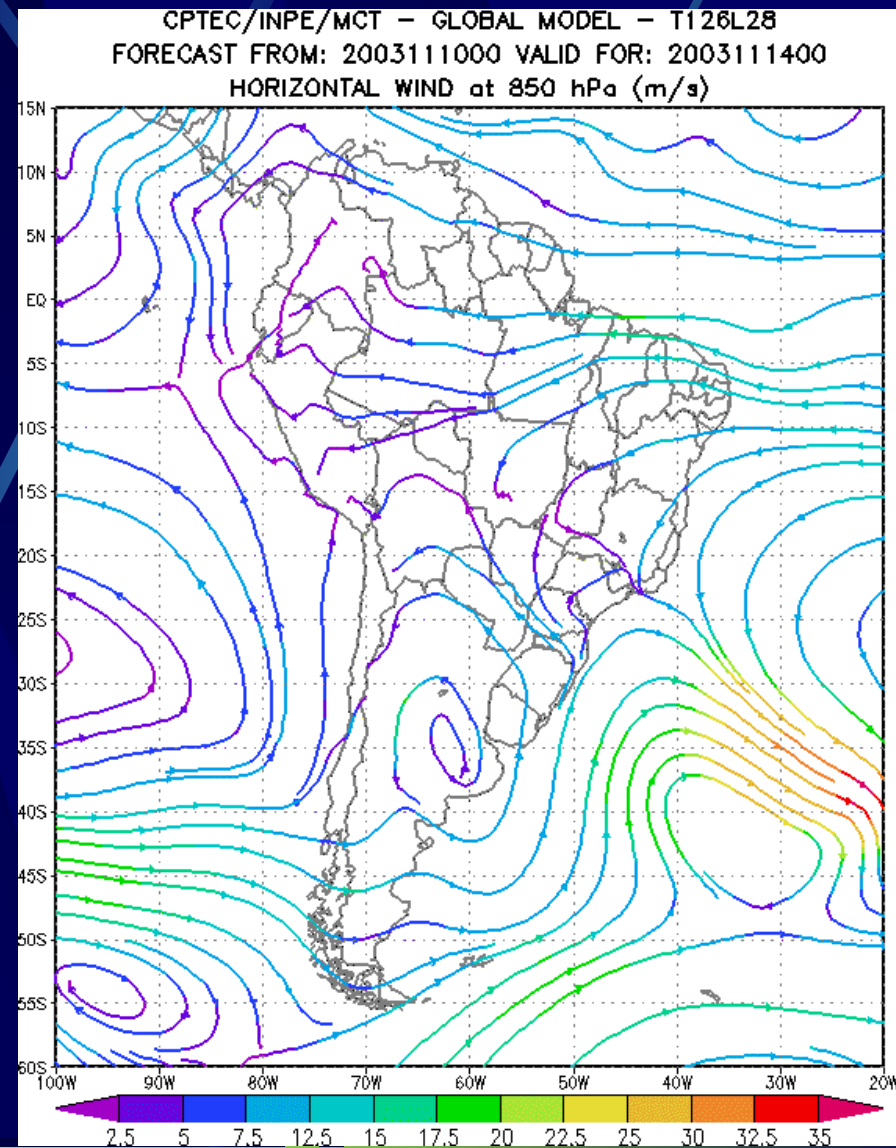 CPTEC/INPE/MCT - GLOBAL MODEL - T126L28
FORECAST FROM: 2003111000 VALID FOR: 2003111400
HORIZONTAL WIND at 850 hPa (m/s)
15N
10N
5N
EQ
5S
10S
15S
20S
25S
30S
35S
40S
45S
50S
55S
60S
100W 90W 80W 70W 60W 50W 40W 30W 20W
2.5 5 7.5 12.5 15 17.5 20 22.5 25 30 32.5 35